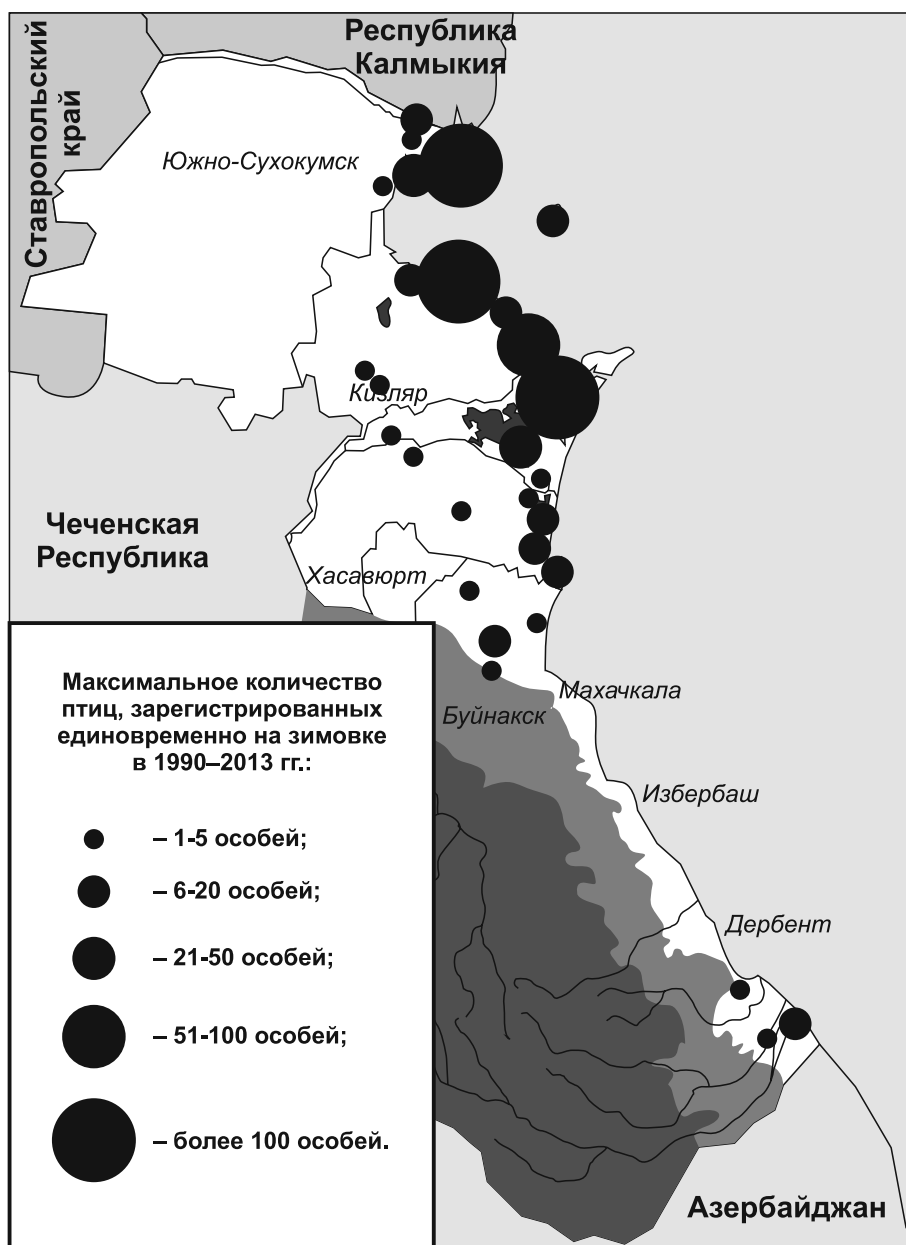 Республика
Калмыкия
Ставропольский
край
Южно-Сухокумск
Кизляр
Чеченская
Республика
Хасавюрт
Махачкала
Буйнакск
Избербаш
Дербент
Азербайджан
Максимальное количество
птиц, зарегистрированных
единовременно на зимовке
в 1990–2013 гг.:
– 1-5 особей;
– 6-20 особей;
– 21-50 особей;
– 51-100 особей;
– более 100 особей.